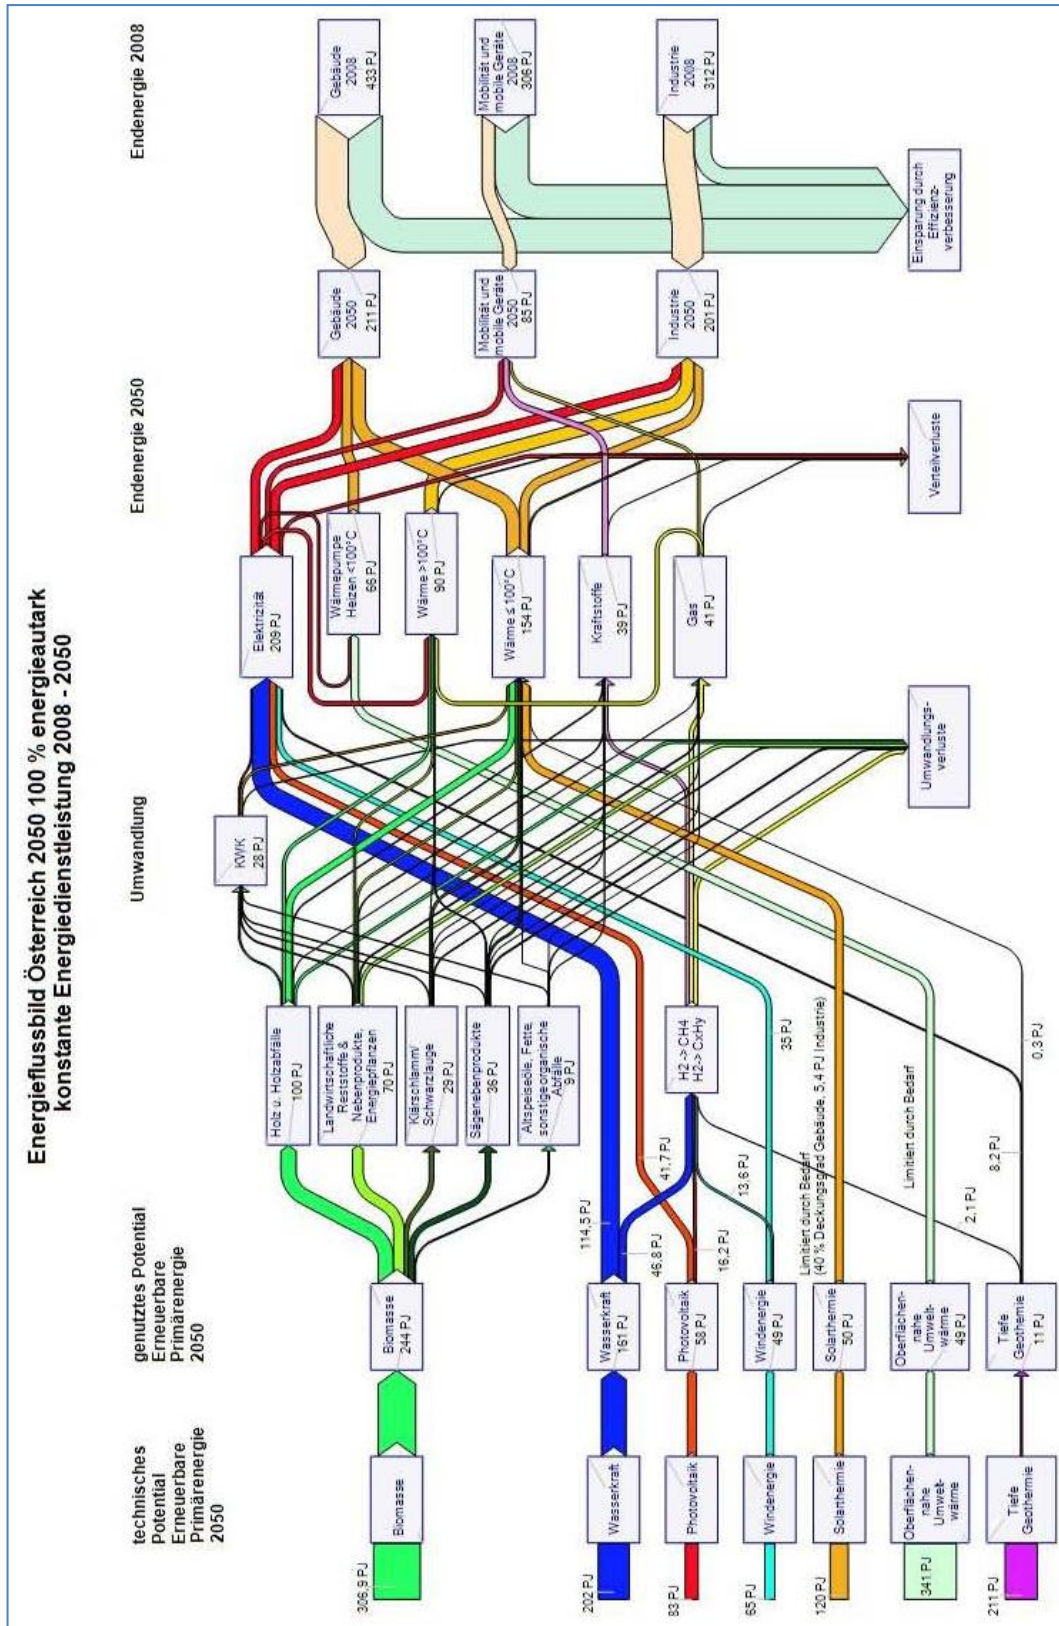 Energieflussbild Österreich 2050 100 % energieautark
konstante Energiedienstleistung 2008 - 2050
technisches
Potential
Erneuerbare
Primärenergie
2050
genutztes Potential
Erneuerbare
Primärenergie
2050
Umwandlung
Endenergie 2050
Endenergie 2008
306,9 PJ
Biomasse
Biomasse
244 PJ
202 PJ
Wasserkraft
Wasserkraft
161 PJ
83 PJ
Photovoltaik
Photovoltaik
58 PJ
65 PJ
Windenergie
Windenergie
49 PJ
120 PJ
Solarthermie
Solarthermie
50 PJ
341 PJ
Oberflächen-
nahe
Umwelt-
wärme
Oberflächen-
nahe
Umwelt-
wärme
49 PJ
211 PJ
Tiefe
Geothermie
Tiefe
Geothermie
11 PJ
114,5 PJ
46,8 PJ
41,7 PJ
16,2 PJ
13,6 PJ
35 PJ
Limitiert durch Bedarf
(40 % Deckungsgrad Gebäude, 5,4 PJ Industrie)
Limitiert durch Bedarf
2,1 PJ
8,2 PJ
0,3 PJ
Holz u. Holzabfälle
100 PJ
Landwirtschaftliche
Reststoffe &
Nebenprodukte,
Energiepflanzen
70 PJ
Klärschlamm/
Schwarzlauge
29 PJ
Sägenebenprodukte
36 PJ
Altspeiseöle, Fette,
sonstigeorganische
Abfälle
9 PJ
H2->CH4
H2->CxHy
KWK
28 PJ
Umwandlungs-
verluste
Elektrizität
209 PJ
Wärmepumpe
Heizen <100°C
66 PJ
Wärme >100°C
90 PJ
Wärme ≤ 100°C
154 PJ
Kraftstoffe
39 PJ
Gas
41 PJ
Verteilverluste
Gebäude
2050
211 PJ
Mobilität und
mobile Geräte
2050
85 PJ
Industrie
2050
201 PJ
Einsparung durch
Effizienz-
verbesserung
Gebäude
2008
433 PJ
Mobilität und
mobile Geräte
2008
306 PJ
Industrie
2008
312 PJ